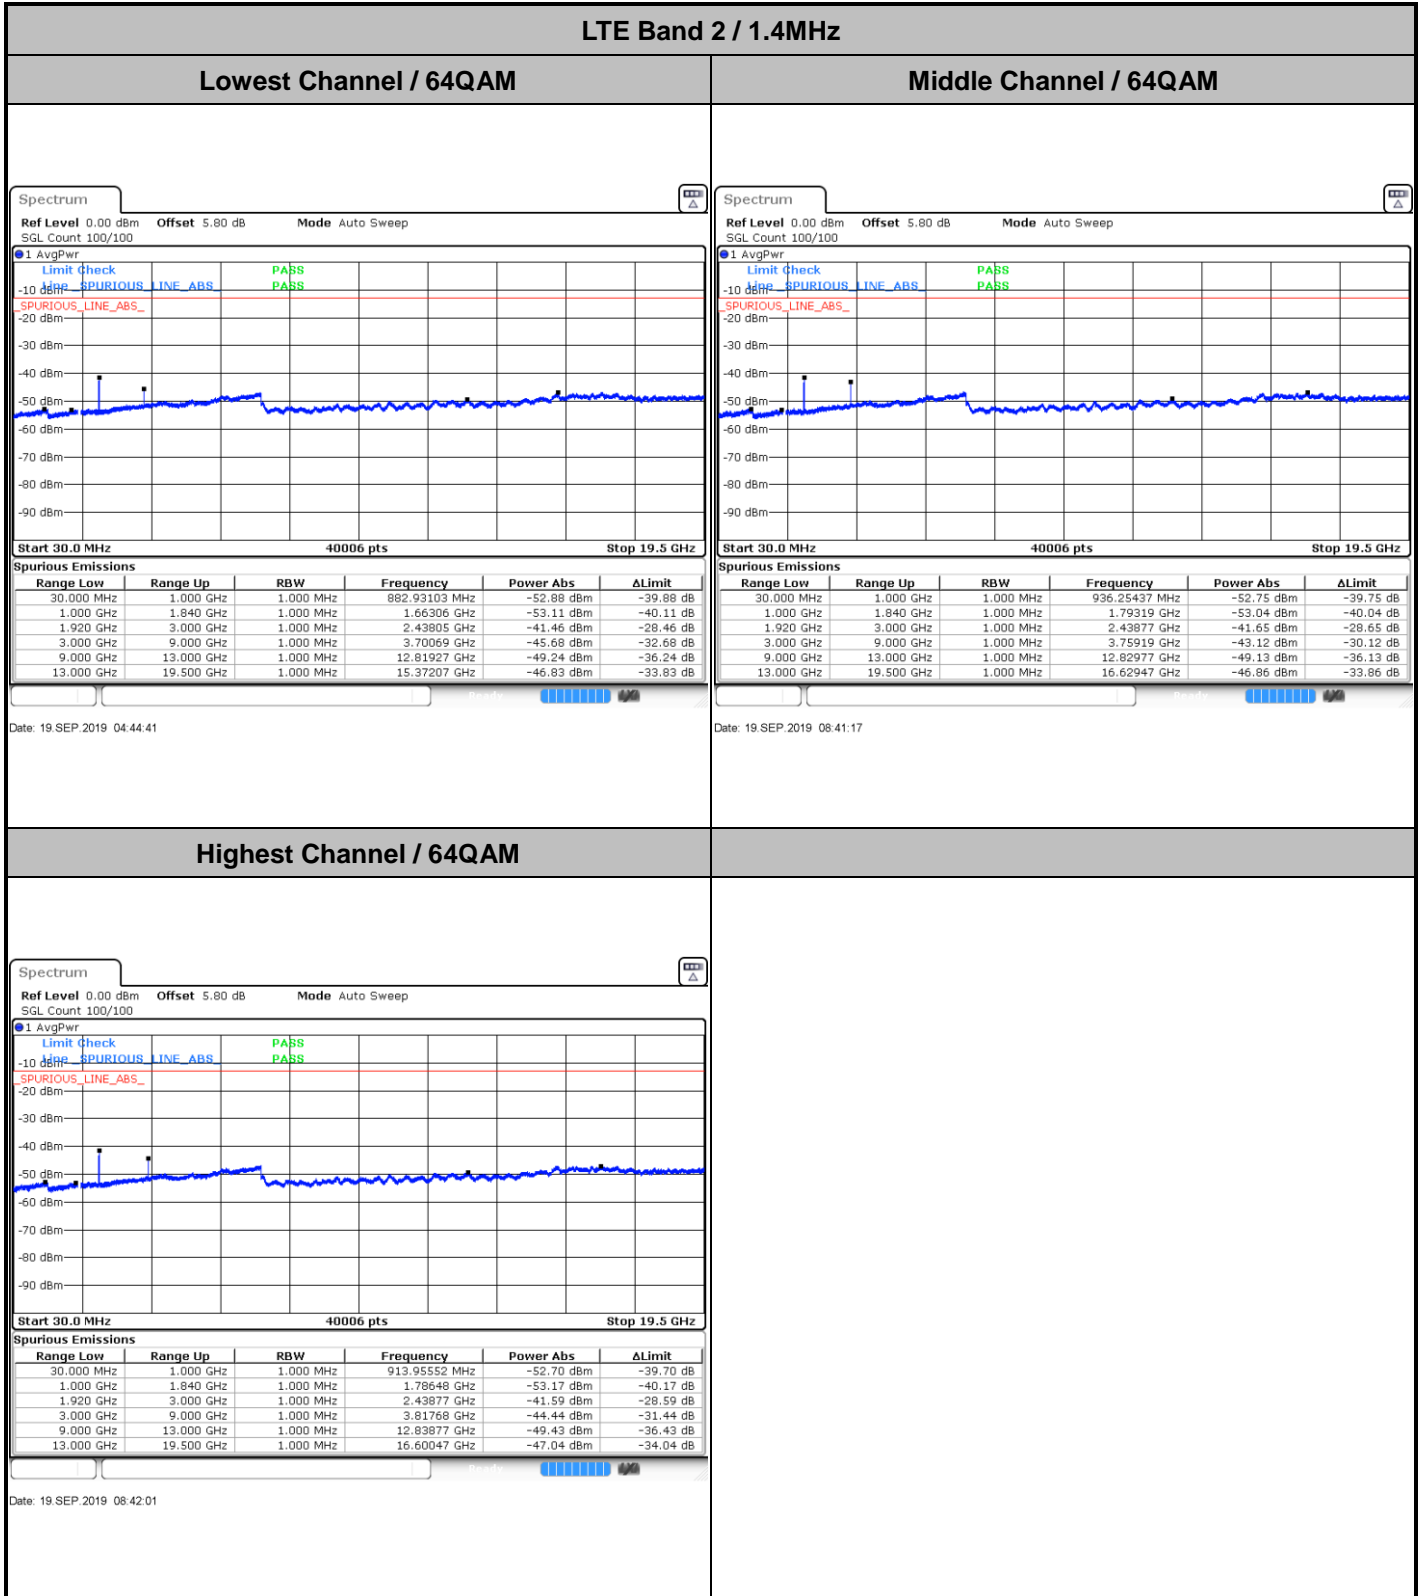 LTE Band 2 / 1.4MHz
Lowest Channel / 64QAM
Middle Channel / 64QAM
Spectrum
Ref Level 0.00 dBm Offset 5.80 dB Mode Auto Sweep
SGL Count 100/100
1 AvgPwr
Limit Check PASS
Line _SPURIOUS_LINE_ABS_ PASS
-10 dBm
_SPURIOUS_LINE_ABS_
-20 dBm
-30 dBm
-40 dBm
-50 dBm
-60 dBm
-70 dBm
-80 dBm
-90 dBm
Start 30.0 MHz 40006 pts Stop 19.5 GHz
Spurious Emissions
Range Low Range Up RBW Frequency Power Abs ΔLimit
30.000 MHz 1.000 GHz 1.000 MHz 882.93103 MHz -52.88 dBm -39.88 dB
1.000 GHz 1.840 GHz 1.000 MHz 1.66306 GHz -53.11 dBm -40.11 dB
1.920 GHz 3.000 GHz 1.000 MHz 2.43805 GHz -41.46 dBm -28.46 dB
3.000 GHz 9.000 GHz 1.000 MHz 3.70069 GHz -45.68 dBm -32.68 dB
9.000 GHz 13.000 GHz 1.000 MHz 12.81927 GHz -49.24 dBm -36.24 dB
13.000 GHz 19.500 GHz 1.000 MHz 15.37207 GHz -46.83 dBm -33.83 dB
Ready
Date: 19.SEP.2019 04:44:41
Spectrum
Ref Level 0.00 dBm Offset 5.80 dB Mode Auto Sweep
SGL Count 100/100
1 AvgPwr
Limit Check PASS
Line _SPURIOUS_LINE_ABS_ PASS
-10 dBm
_SPURIOUS_LINE_ABS_
-20 dBm
-30 dBm
-40 dBm
-50 dBm
-60 dBm
-70 dBm
-80 dBm
-90 dBm
Start 30.0 MHz 40006 pts Stop 19.5 GHz
Spurious Emissions
Range Low Range Up RBW Frequency Power Abs ΔLimit
30.000 MHz 1.000 GHz 1.000 MHz 936.25437 MHz -52.75 dBm -39.75 dB
1.000 GHz 1.840 GHz 1.000 MHz 1.79319 GHz -53.04 dBm -40.04 dB
1.920 GHz 3.000 GHz 1.000 MHz 2.43877 GHz -41.65 dBm -28.65 dB
3.000 GHz 9.000 GHz 1.000 MHz 3.75919 GHz -43.12 dBm -30.12 dB
9.000 GHz 13.000 GHz 1.000 MHz 12.82977 GHz -49.13 dBm -36.13 dB
13.000 GHz 19.500 GHz 1.000 MHz 16.62947 GHz -46.86 dBm -33.86 dB
Ready
Date: 19.SEP.2019 08:41:17
Highest Channel / 64QAM
Spectrum
Ref Level 0.00 dBm Offset 5.80 dB Mode Auto Sweep
SGL Count 100/100
1 AvgPwr
Limit Check PASS
Line _SPURIOUS_LINE_ABS_ PASS
-10 dBm
_SPURIOUS_LINE_ABS_
-20 dBm
-30 dBm
-40 dBm
-50 dBm
-60 dBm
-70 dBm
-80 dBm
-90 dBm
Start 30.0 MHz 40006 pts Stop 19.5 GHz
Spurious Emissions
Range Low Range Up RBW Frequency Power Abs ΔLimit
30.000 MHz 1.000 GHz 1.000 MHz 913.95552 MHz -52.70 dBm -39.70 dB
1.000 GHz 1.840 GHz 1.000 MHz 1.78648 GHz -53.17 dBm -40.17 dB
1.920 GHz 3.000 GHz 1.000 MHz 2.43877 GHz -41.59 dBm -28.59 dB
3.000 GHz 9.000 GHz 1.000 MHz 3.81768 GHz -44.44 dBm -31.44 dB
9.000 GHz 13.000 GHz 1.000 MHz 12.83877 GHz -49.43 dBm -36.43 dB
13.000 GHz 19.500 GHz 1.000 MHz 16.60047 GHz -47.04 dBm -34.04 dB
Ready
Date: 19.SEP.2019 08:42:01